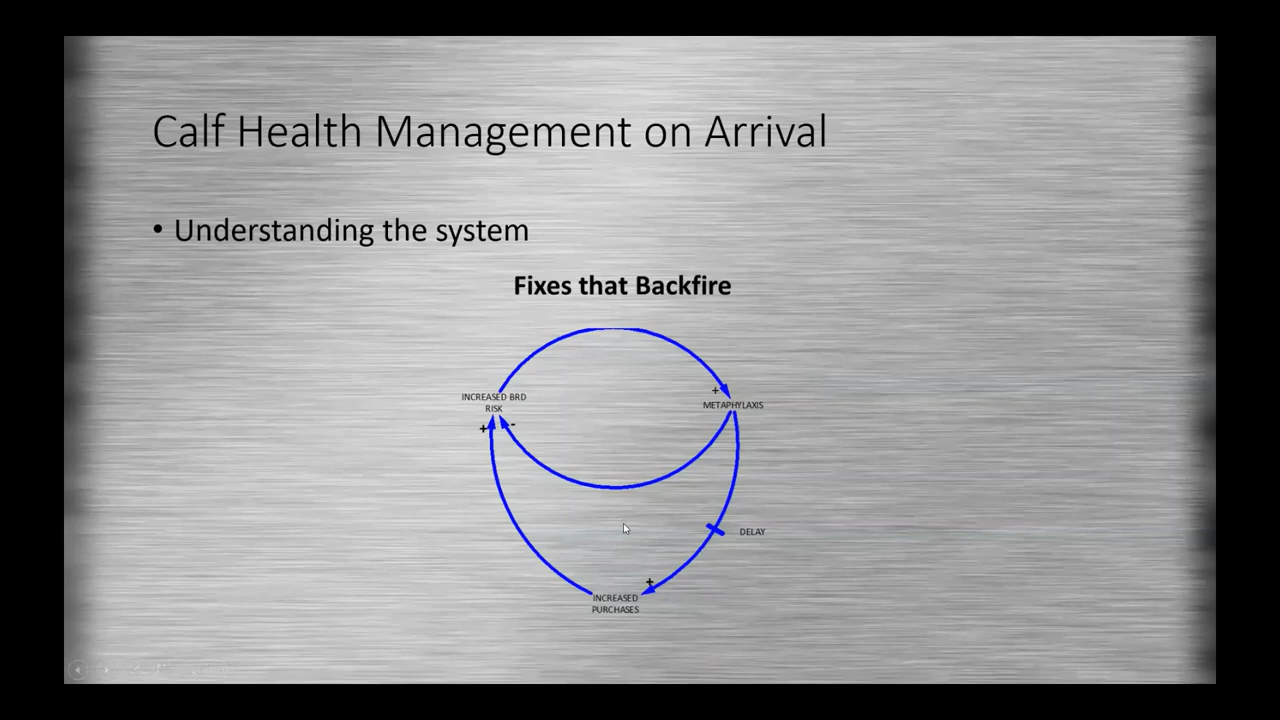 Calf Health Management on Arrival
• Understanding the system
Fixes that Backfire
+
INCREASED BRD
RISK
METAPHYLAXIS
+
-
DELAY
+
INCREASED
PURCHASES